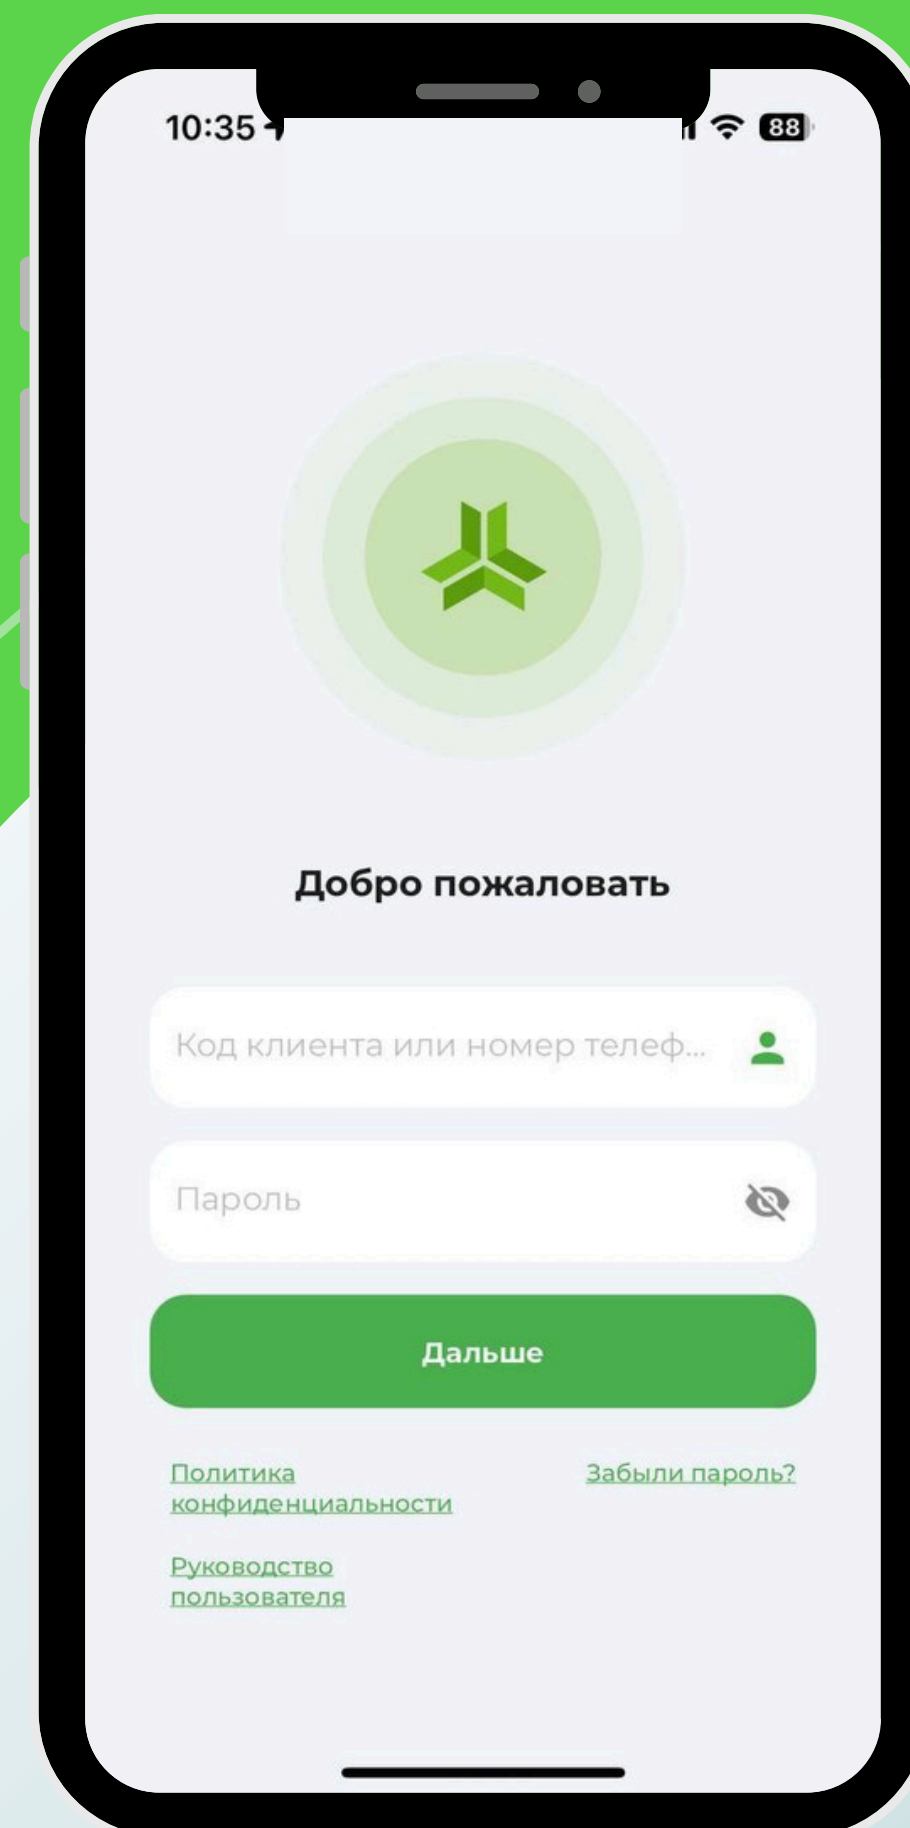 10:35
88
Добро пожаловать
Код клиента или номер телеф...
Пароль
Дальше
Политика
конфиденциальности
Забыли пароль?
Руководство
пользователя